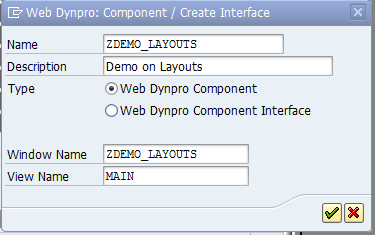 Web Dynpro: Component / Create Interface
Name ZDEMO_LAYOUTS
Description Demo on Layouts
Type Web Dynpro Component
Web Dynpro Component Interface
Window Name ZDEMO_LAYOUTS
View Name MAIN